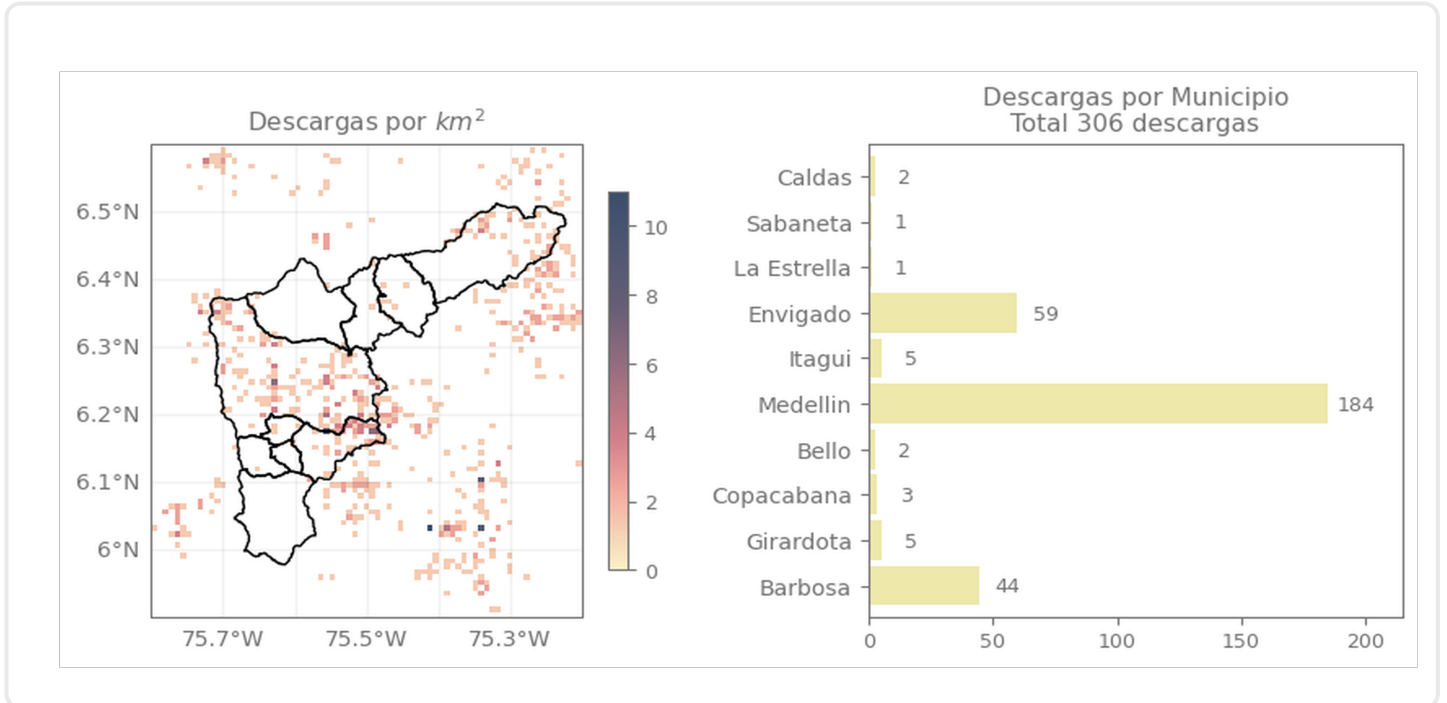 Descargas por km²
6.5°N
6.4°N
6.3°N
6.2°N
6.1°N
6°N
75.7°W 75.5°W 75.3°W
10
8
6
4
2
0
Descargas por Municipio
Total 306 descargas
Caldas 2
Sabaneta 1
La Estrella 1
Envigado 59
Itagui 5
Medellin 184
Bello 2
Copacabana 3
Girardota 5
Barbosa 44
0 50 100 150 200